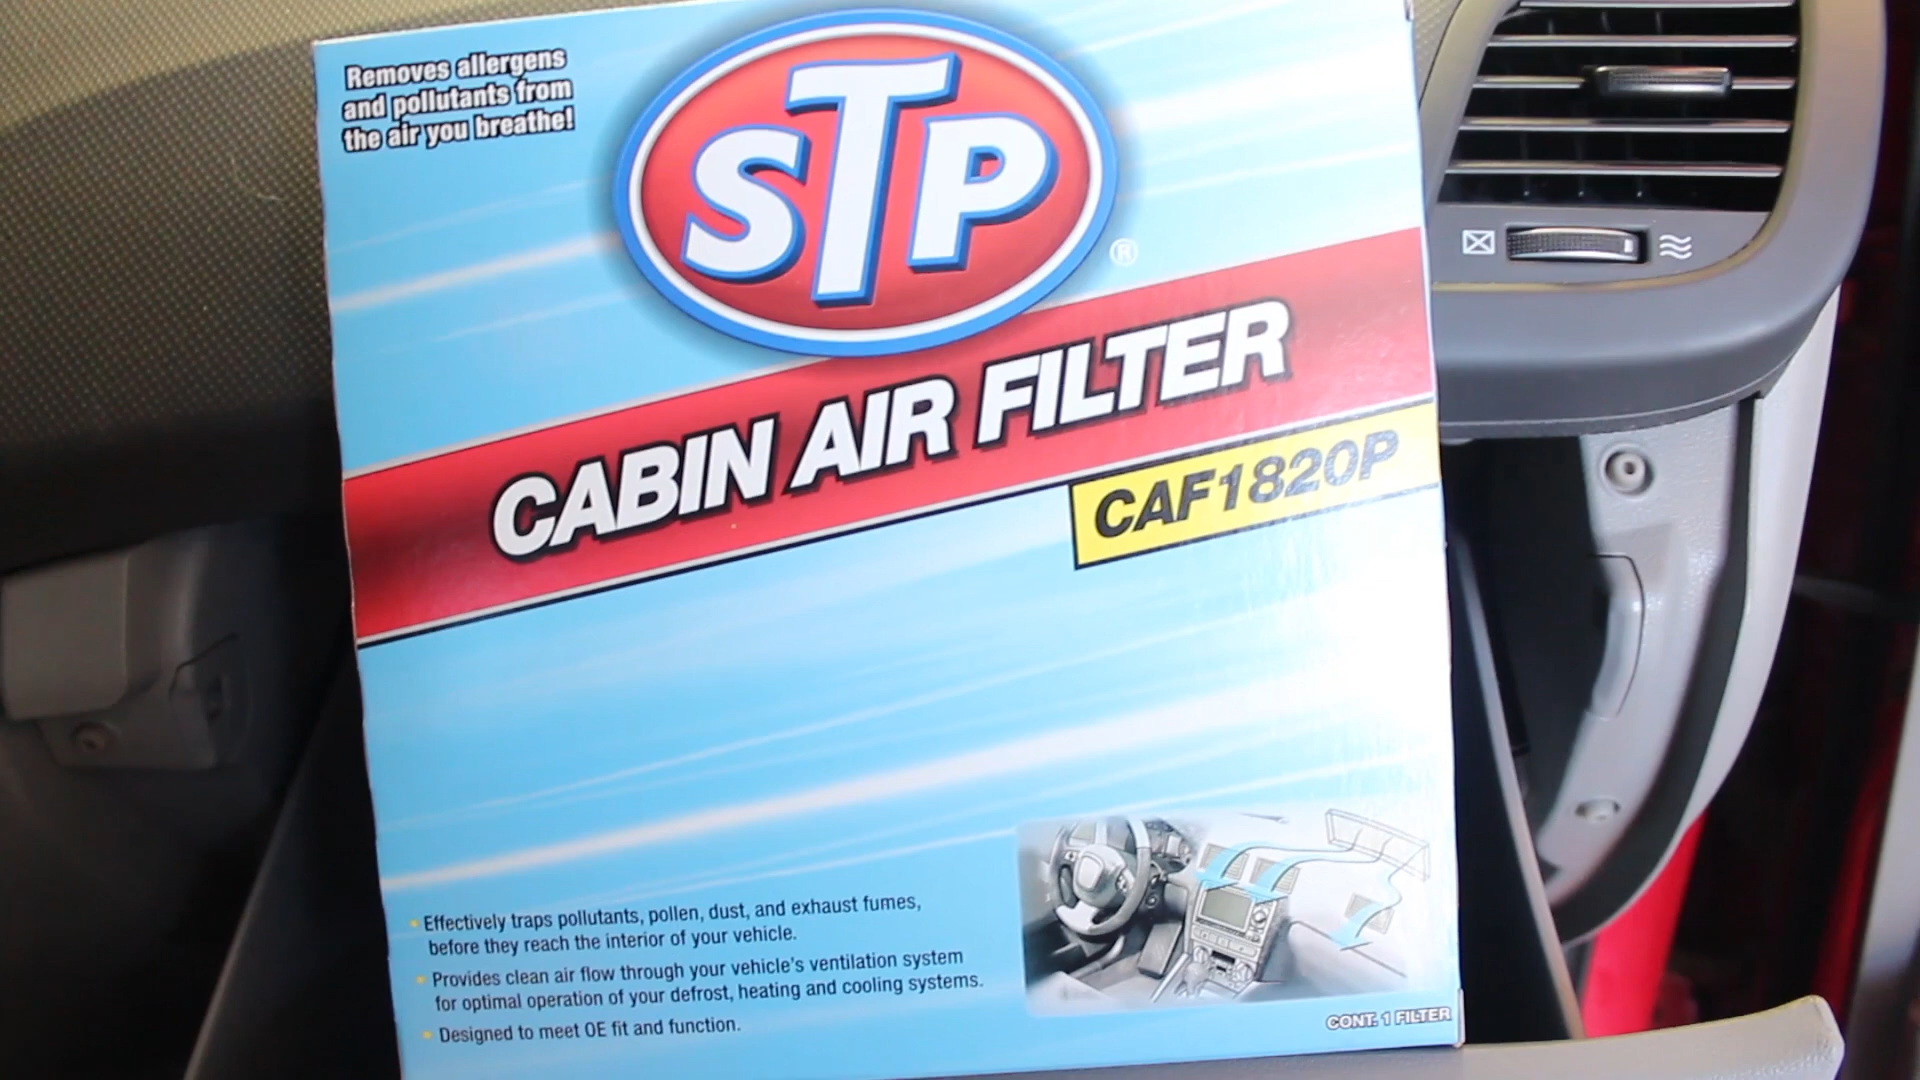 Removes allergens
and pollutants from
the air you breathe!
STP
®
CABIN AIR FILTER
CAF1820P
• Effectively traps pollutants, pollen, dust, and exhaust fumes,
before they reach the interior of your vehicle.
• Provides clean air flow through your vehicle's ventilation system
for optimal operation of your defrost, heating and cooling systems.
• Designed to meet OE fit and function.
CONT. 1 FILTER